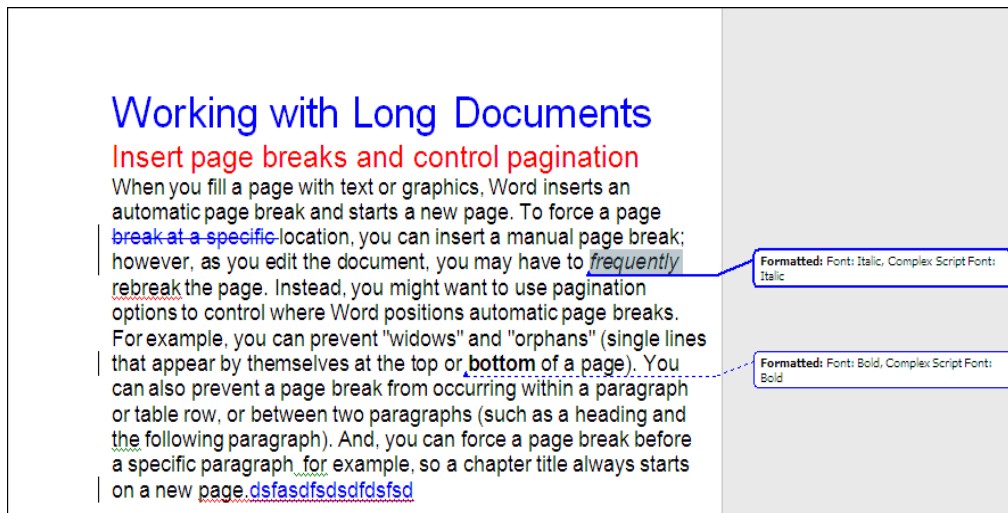 Working with Long Documents
Insert page breaks and control pagination
When you fill a page with text or graphics, Word inserts an
automatic page break and starts a new page. To force a page
break at a specific location, you can insert a manual page break;
however, as you edit the document, you may have to frequently
rebreak the page. Instead, you might want to use pagination
options to control where Word positions automatic page breaks.
For example, you can prevent "widows" and "orphans" (single lines
that appear by themselves at the top or bottom of a page). You
can also prevent a page break from occurring within a paragraph
or table row, or between two paragraphs (such as a heading and
the following paragraph). And, you can force a page break before
a specific paragraph for example, so a chapter title always starts
on a new page.dsfasdfsdsdfdsfsd
Formatted: Font: Italic, Complex Script Font:
Italic
Formatted: Font: Bold, Complex Script Font:
Bold